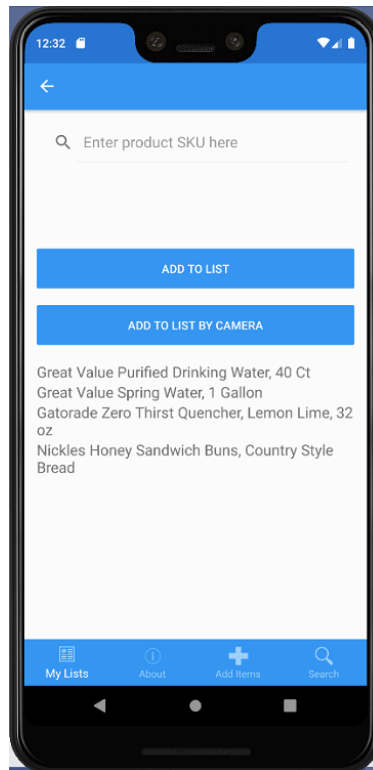 12:32
Enter product SKU here
ADD TO LIST
ADD TO LIST BY CAMERA
Great Value Purified Drinking Water, 40 Ct
Great Value Spring Water, 1 Gallon
Gatorade Zero Thirst Quencher, Lemon Lime, 32
oz
Nickles Honey Sandwich Buns, Country Style
Bread
My Lists About Add Items Search